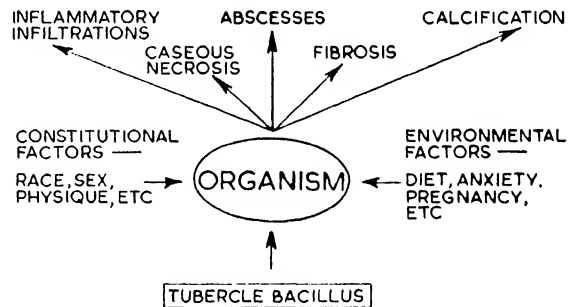 INFLAMMATORY
INFILTRATIONS
ABSCESSES
CALCIFICATION
CASEOUS
NECROSIS
FIBROSIS
CONSTITUTIONAL
FACTORS —
RACE, SEX,
PHYSIQUE, ETC
ORGANISM
ENVIRONMENTAL
FACTORS —
DIET, ANXIETY,
PREGNANCY,
ETC
TUBERCLE BACILLUS